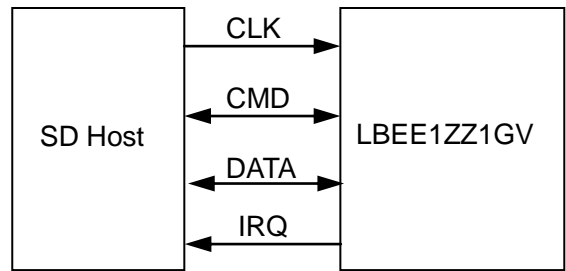 CLK
CMD
SD Host
LBEE1ZZ1GV
DATA
IRQ